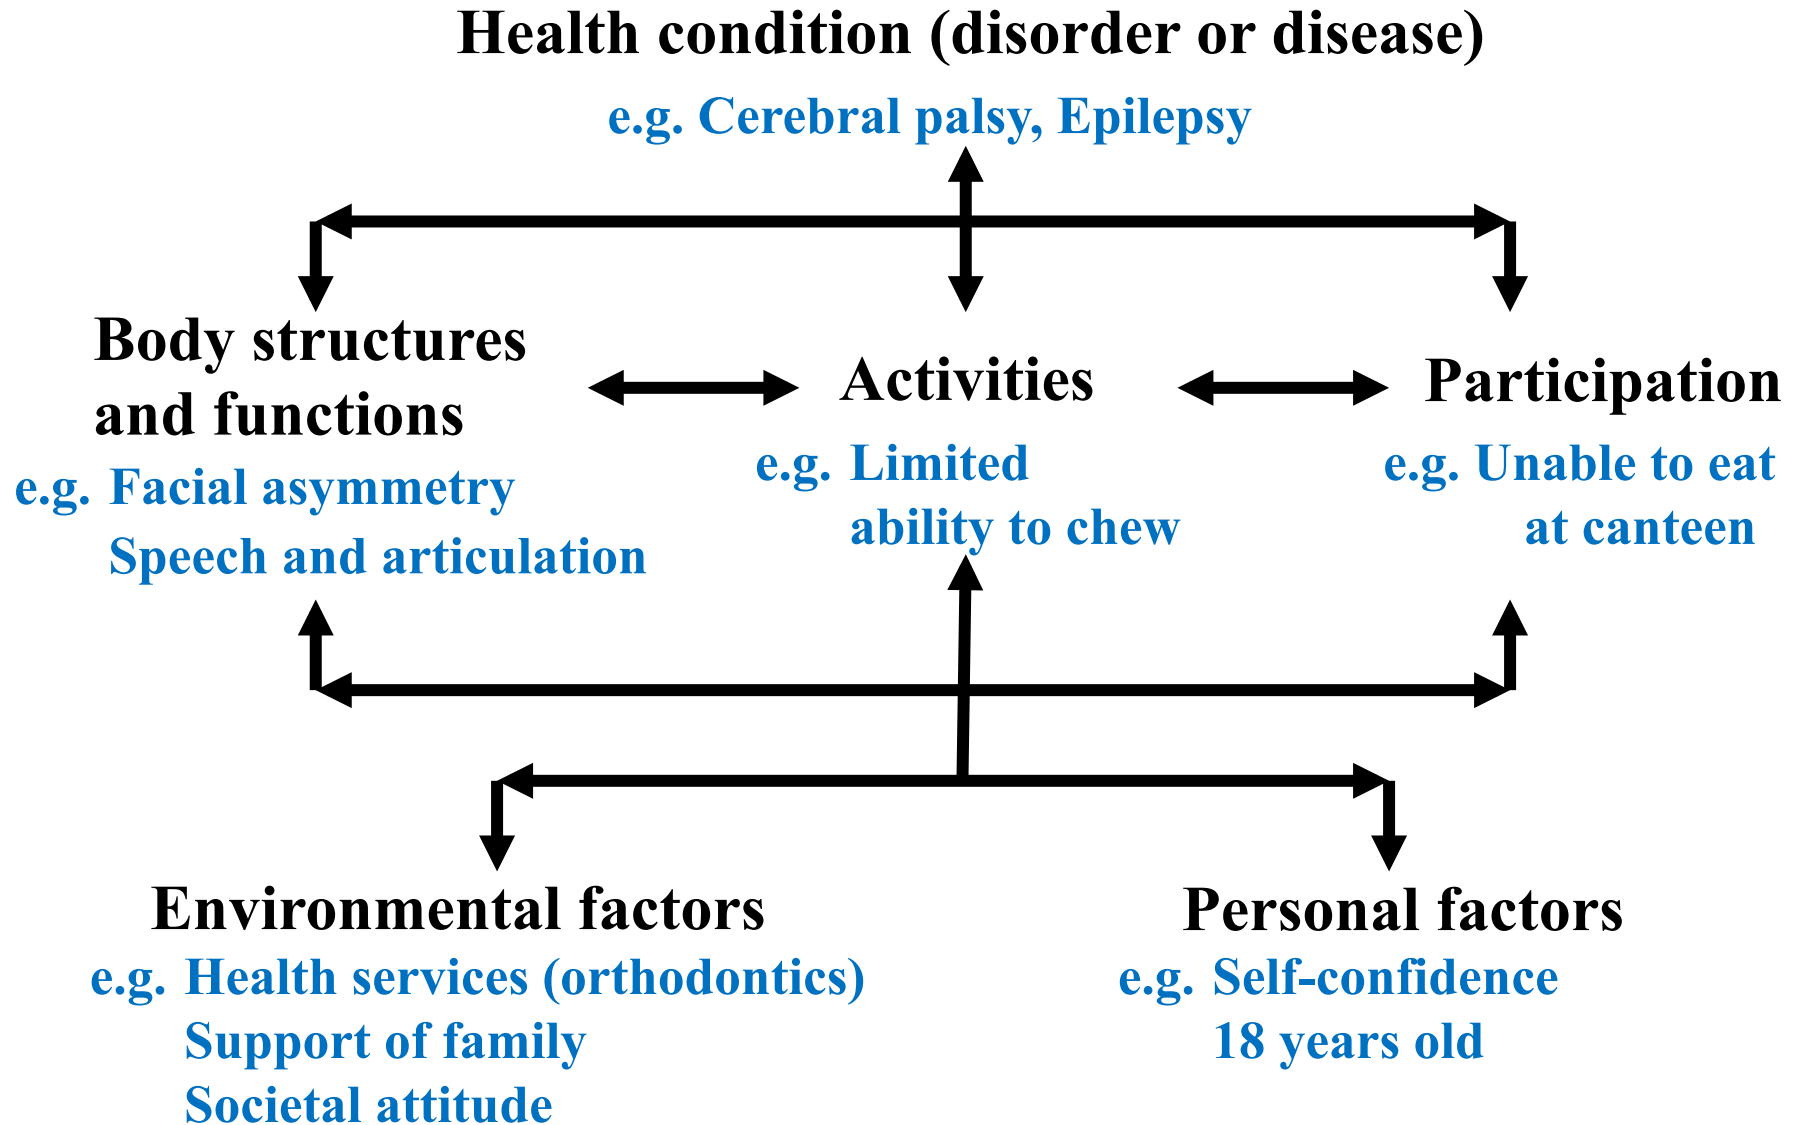 Health condition (disorder or disease)
e.g. Cerebral palsy, Epilepsy
Body structures
and functions
e.g. Facial asymmetry
Speech and articulation
Activities
e.g. Limited
ability to chew
Participation
e.g. Unable to eat
at canteen
Environmental factors
e.g. Health services (orthodontics)
Support of family
Societal attitude
Personal factors
e.g. Self-confidence
18 years old